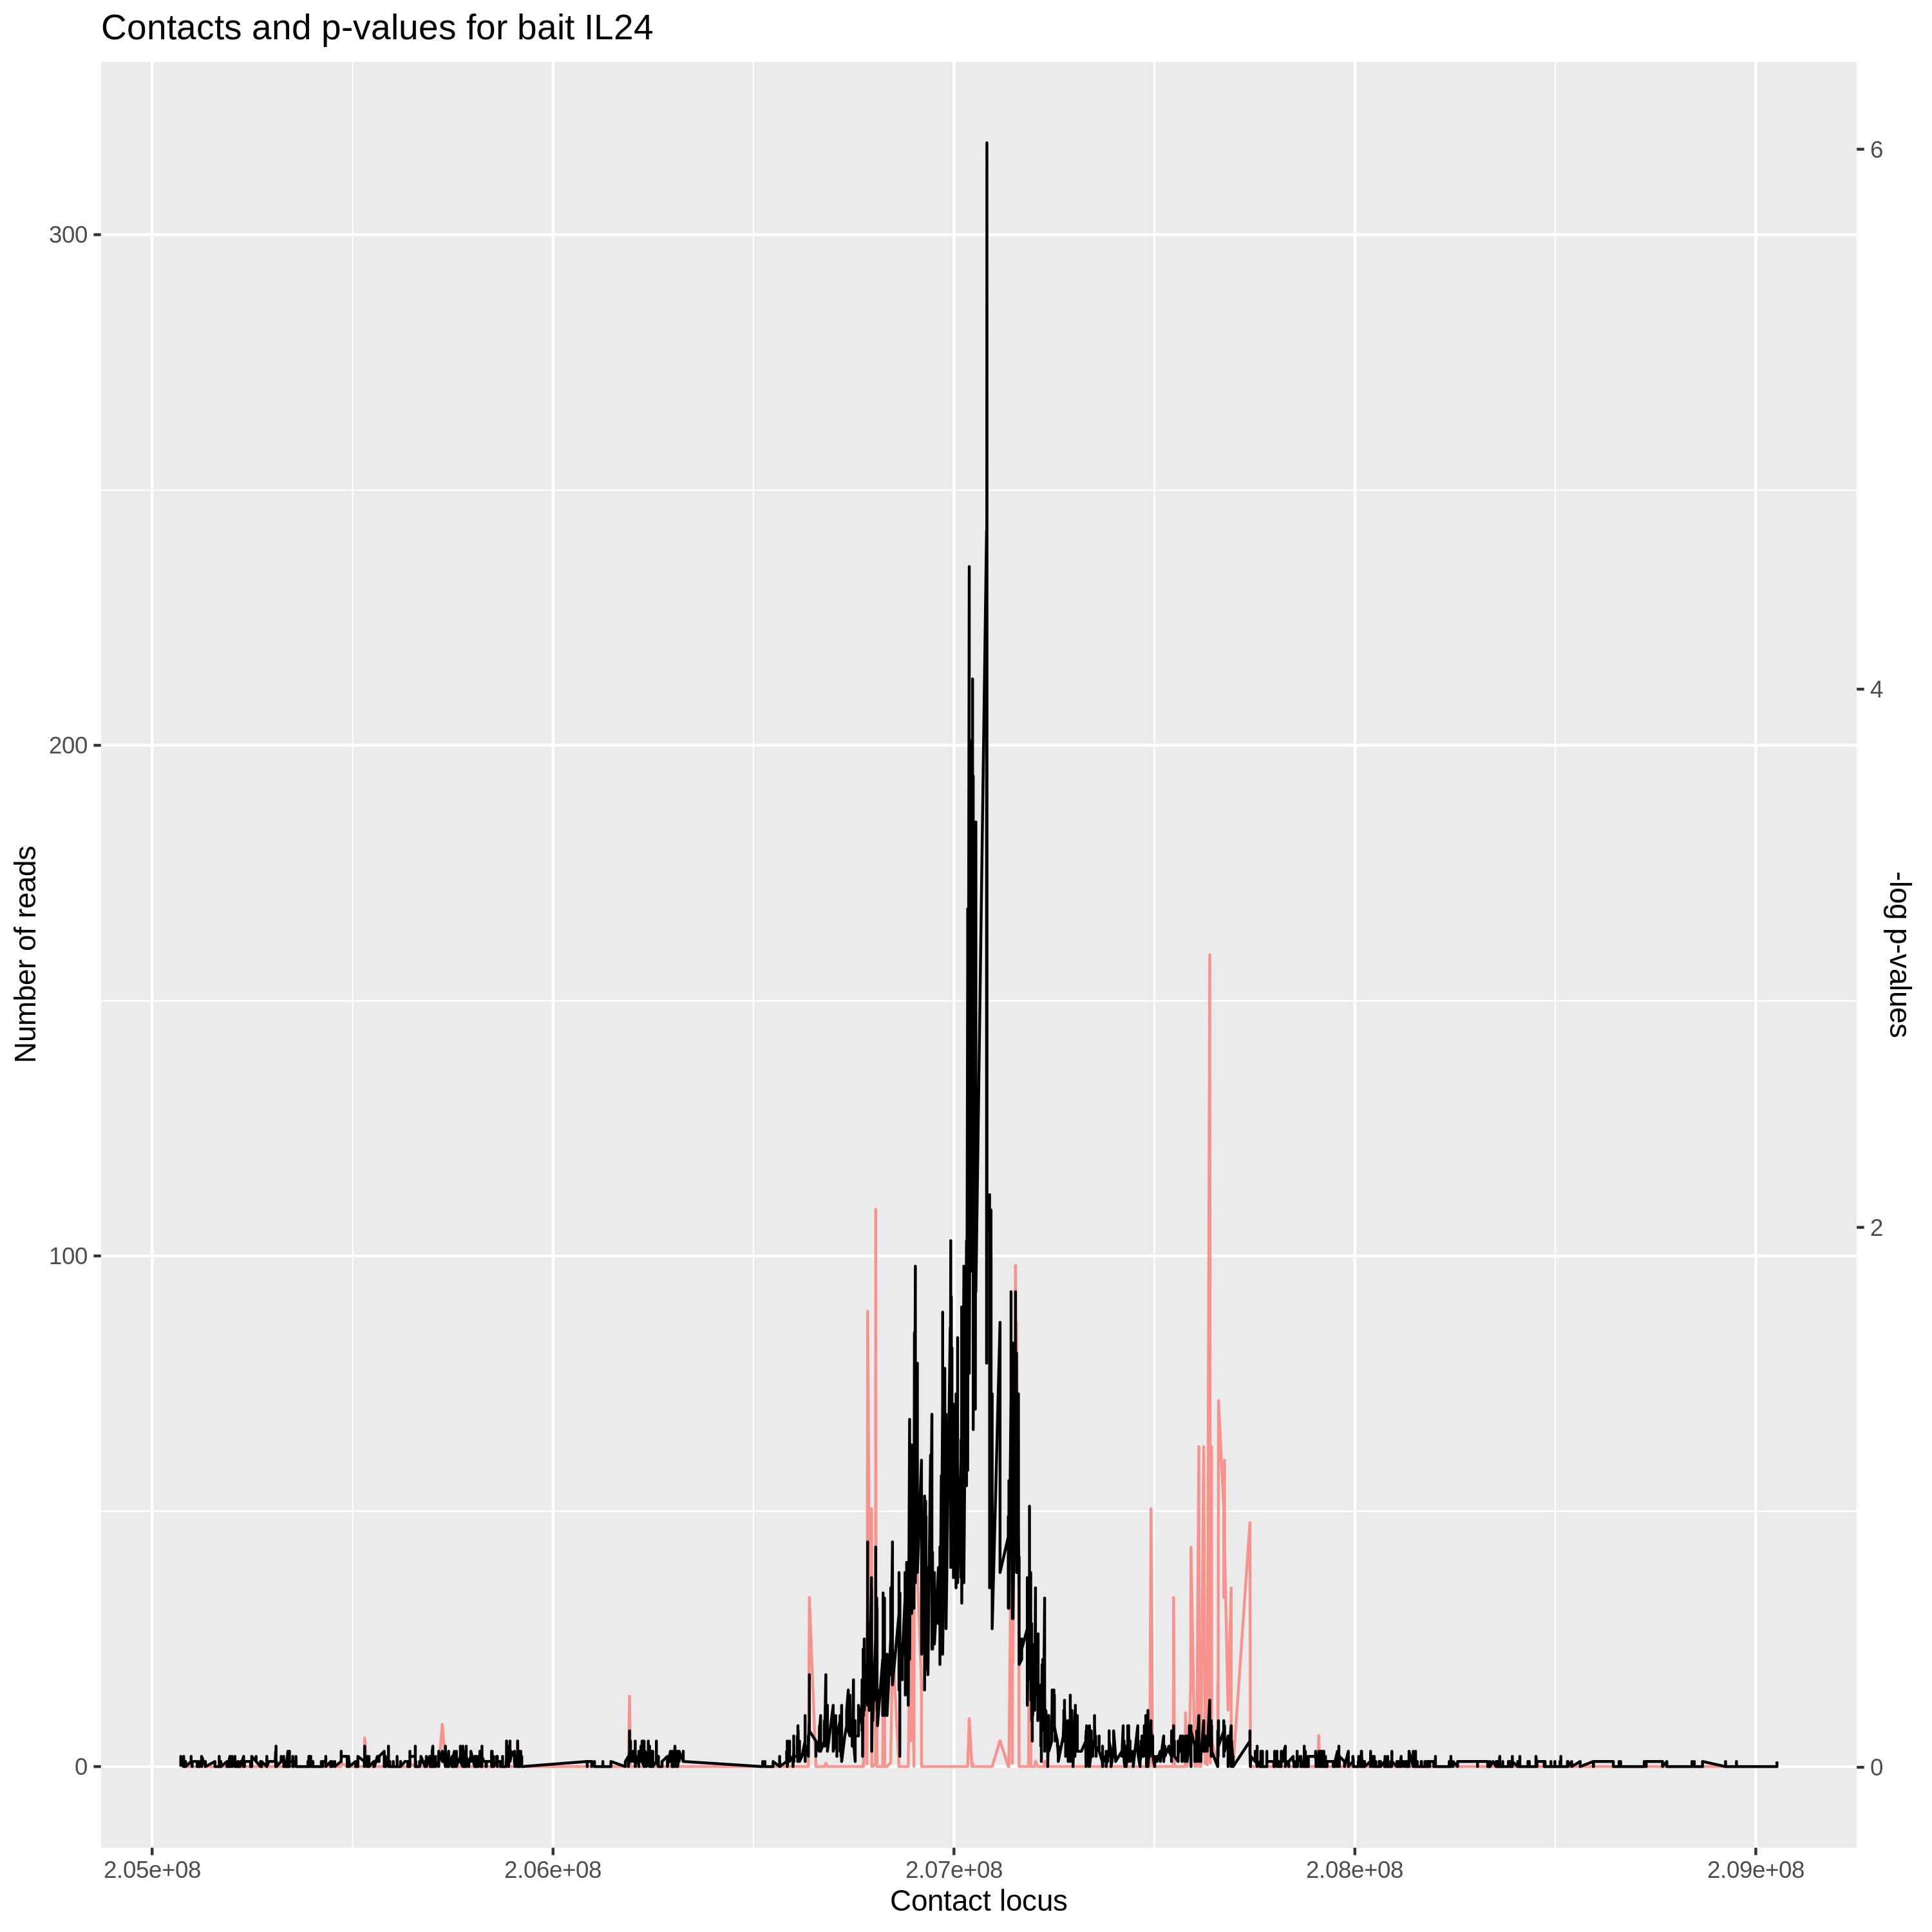 Contacts and p-values for bait IL24
300
200
100
0
Number of reads
6
4
2
0
-log p-values
2.05e+08
2.06e+08
2.07e+08
2.08e+08
2.09e+08
Contact locus